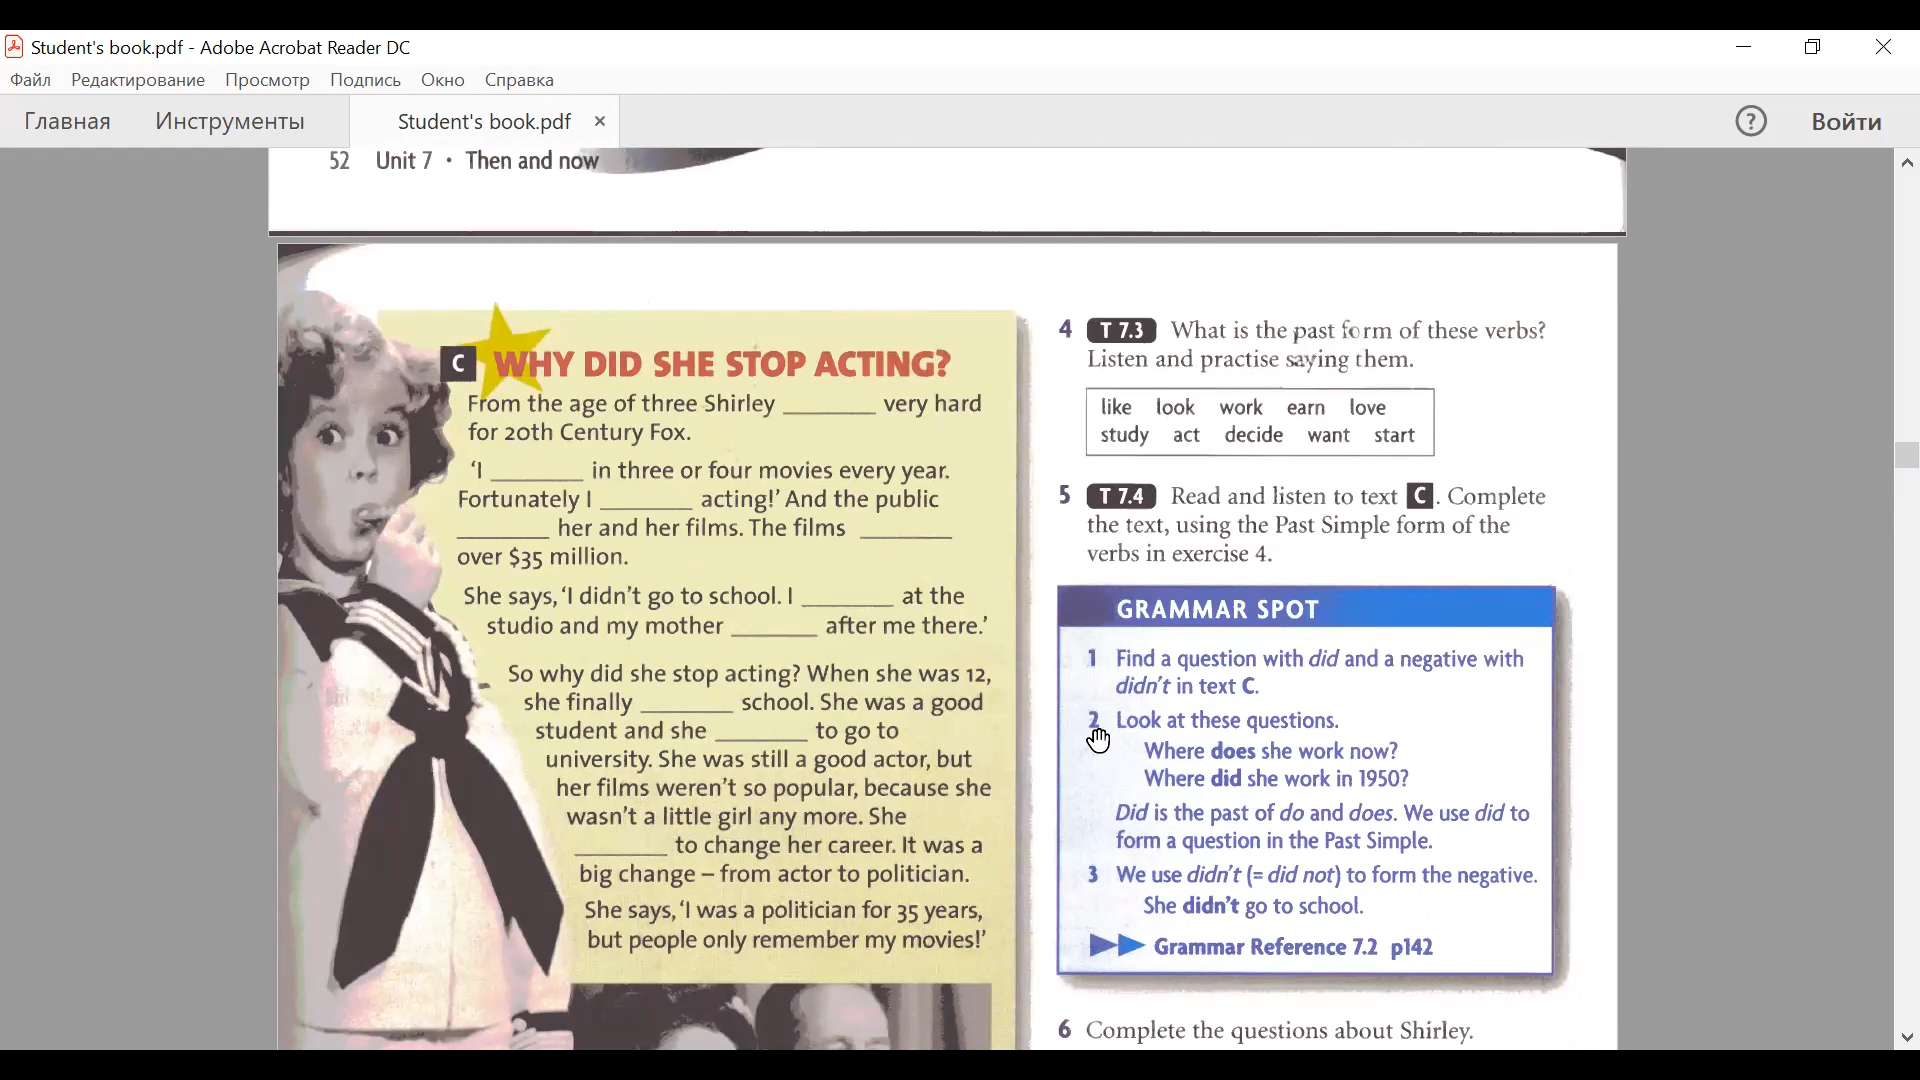 Student's book.pdf - Adobe Acrobat Reader DC
Файл Редактирование Просмотр Подпись Окно Справка
Главная Инструменты Student's book.pdf × ? Войти
52 Unit 7 • Then and now
C WHY DID SHE STOP ACTING?
From the age of three Shirley ________ very hard
for 20th Century Fox.
‘I ________ in three or four movies every year.
Fortunately I ________ acting!’ And the public
________ her and her films. The films ________
over $35 million.
She says, ‘I didn’t go to school. I ________ at the
studio and my mother ________ after me there.’
So why did she stop acting? When she was 12,
she finally ________ school. She was a good
student and she ________ to go to
university. She was still a good actor, but
her films weren’t so popular, because she
wasn’t a little girl any more. She
________ to change her career. It was a
big change – from actor to politician.
She says, ‘I was a politician for 35 years,
but people only remember my movies!’
4 T 7.3 What is the past form of these verbs?
Listen and practise saying them.
like look work earn love
study act decide want start
5 T 7.4 Read and listen to text C. Complete
the text, using the Past Simple form of the
verbs in exercise 4.
GRAMMAR SPOT
1 Find a question with did and a negative with
didn’t in text C.
2 Look at these questions.
Where does she work now?
Where did she work in 1950?
Did is the past of do and does. We use did to
form a question in the Past Simple.
3 We use didn’t (= did not) to form the negative.
She didn’t go to school.
Grammar Reference 7.2 p142
6 Complete the questions about Shirley.